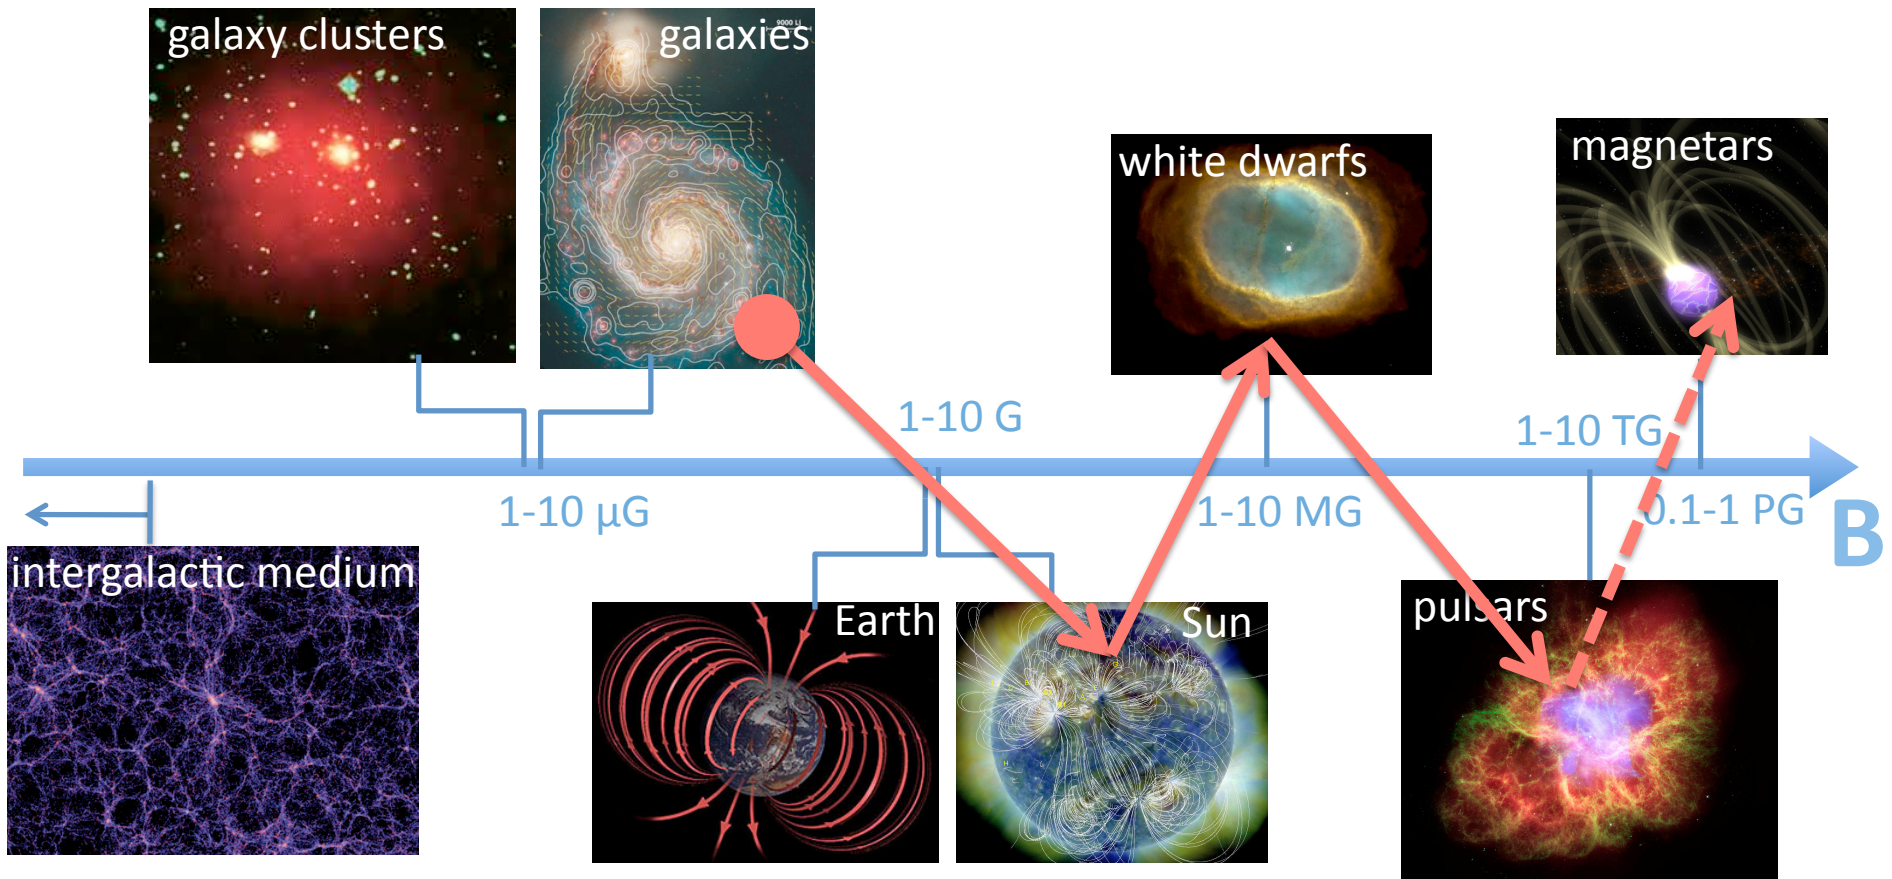 galaxy clusters
galaxies
white dwarfs
magnetars
1-10 G
1-10 TG
1-10 µG
1-10 MG
0.1-1 PG
B
intergalactic medium
Earth
Sun
pulsars